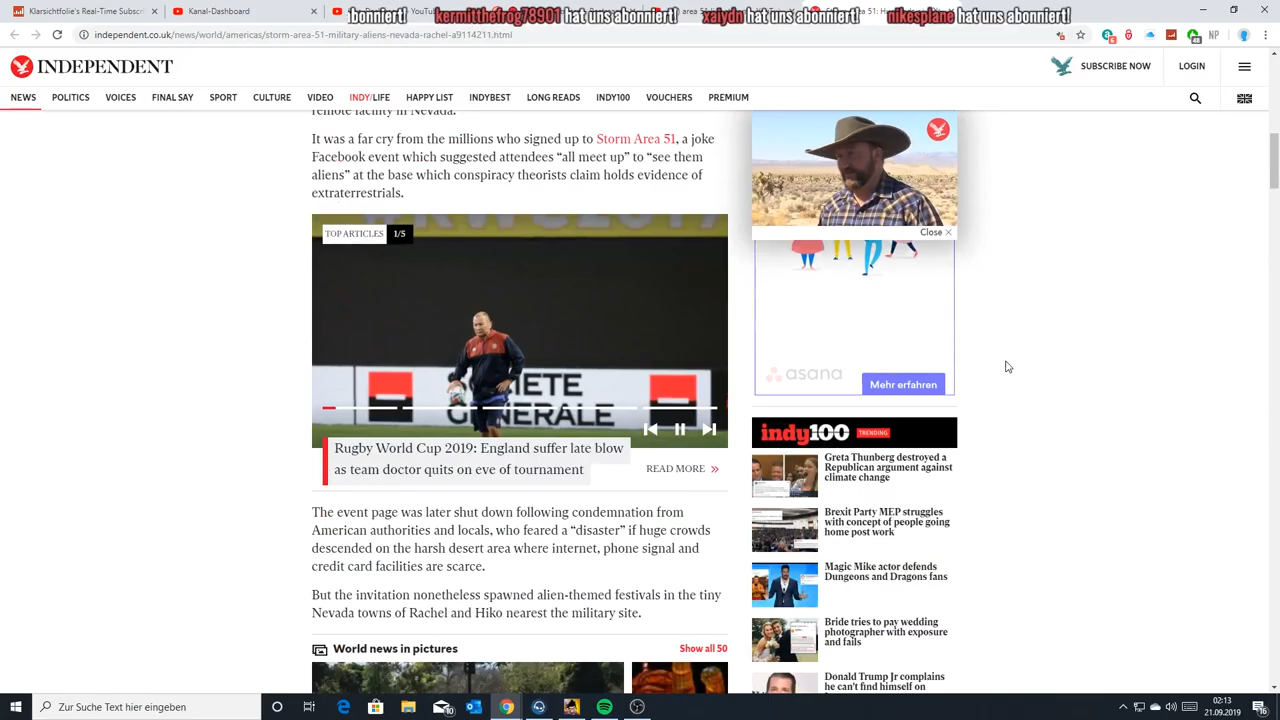 bonniert! kermitthefrog78901 hat uns abonniert! xaiydn hat uns abonniert! nikesplane hat uns abonniert!
Karsichtfolie's Real-Time Subsc
Kanal-Dashboard
independent.co.uk/news/world/americas/storm-area-51-military-aliens-nevada-rachel-a9114211.html
INDEPENDENT
SUBSCRIBE NOW
LOGIN
NEWS POLITICS VOICES FINAL SAY SPORT CULTURE VIDEO INDY/LIFE HAPPY LIST INDYBEST LONG READS INDY100 VOUCHERS PREMIUM
remote facility in Nevada.
It was a far cry from the millions who signed up to Storm Area 51, a joke
Facebook event which suggested attendees “all meet up” to “see them
aliens” at the base which conspiracy theorists claim holds evidence of
extraterrestrials.
TOP ARTICLES 1/5
Rugby World Cup 2019: England suffer late blow
as team doctor quits on eve of tournament
READ MORE »
The event page was later shut down following condemnation from
American authorities and locals, who feared a “disaster” if huge crowds
descended on the harsh desert area where internet, phone signal and
credit card facilities are scarce.
But the invitation nonetheless spawned alien-themed festivals in the tiny
Nevada towns of Rachel and Hiko nearest the military site.
World news in pictures
Show all 50
Close ×
asana
Mehr erfahren
indy100 TRENDING
Greta Thunberg destroyed a
Republican argument against
climate change
Brexit Party MEP struggles
with concept of people going
home post work
Magic Mike actor defends
Dungeons and Dragons fans
Bride tries to pay wedding
photographer with exposure
and fails
Donald Trump Jr complains
he can't find himself on
Zur Suche Text hier eingeben
02:13
21.09.2019